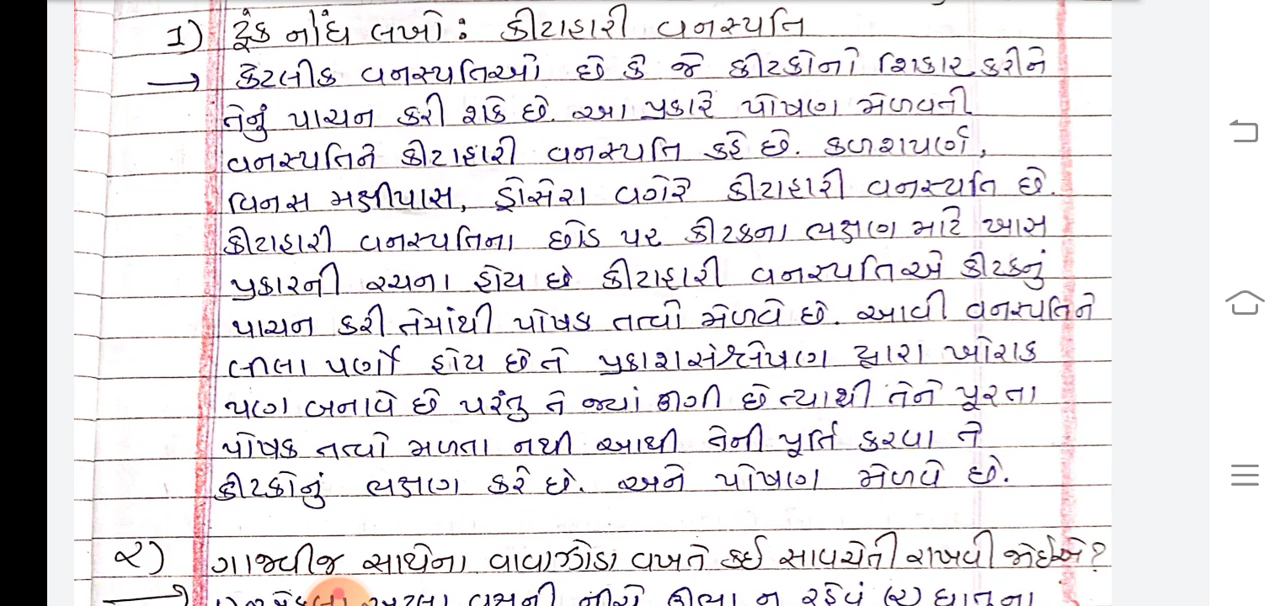 1) ટૂંક નોંધ લખો : કીટાહારી વનસ્પતિ
→ કેટલીક વનસ્પતિઓ છે કે જે કીટકોનો શિકાર કરીને
તેનું પાચન કરી શકે છે. આ પ્રકારે પોષણ મેળવતી
વનસ્પતિને કીટાહારી વનસ્પતિ કહે છે. કળશપર્ણ,
વિનસ મક્ષીપાસ, ડ્રોસેરા વગેરે કીટાહારી વનસ્પતિ છે.
કીટાહારી વનસ્પતિના છોડ પર કીટકના ભક્ષણ માટે ખાસ
પ્રકારની રચના હોય છે કીટાહારી વનસ્પતિએ કીટકનું
પાચન કરી તેમાંથી પોષક તત્વો મેળવે છે. આવી વનસ્પતિને
લીલા પર્ણો હોય છે તે પ્રકાશસંશ્લેષણ દ્વારા ખોરાક
પણ બનાવે છે પરંતુ તે જ્યાં ઊગી છે ત્યાથી તેને પૂરતા
પોષક તત્વો મળતા નથી આથી તેની પૂર્તિ કરવા તે
કીટકોનું ભક્ષણ કરે છે. અને પોષણ મેળવે છે.
૨) ગાજવીજ સાથેના વાવાઝોડા વખતે કઈ સાવચેતી રાખવી જોઈએ?